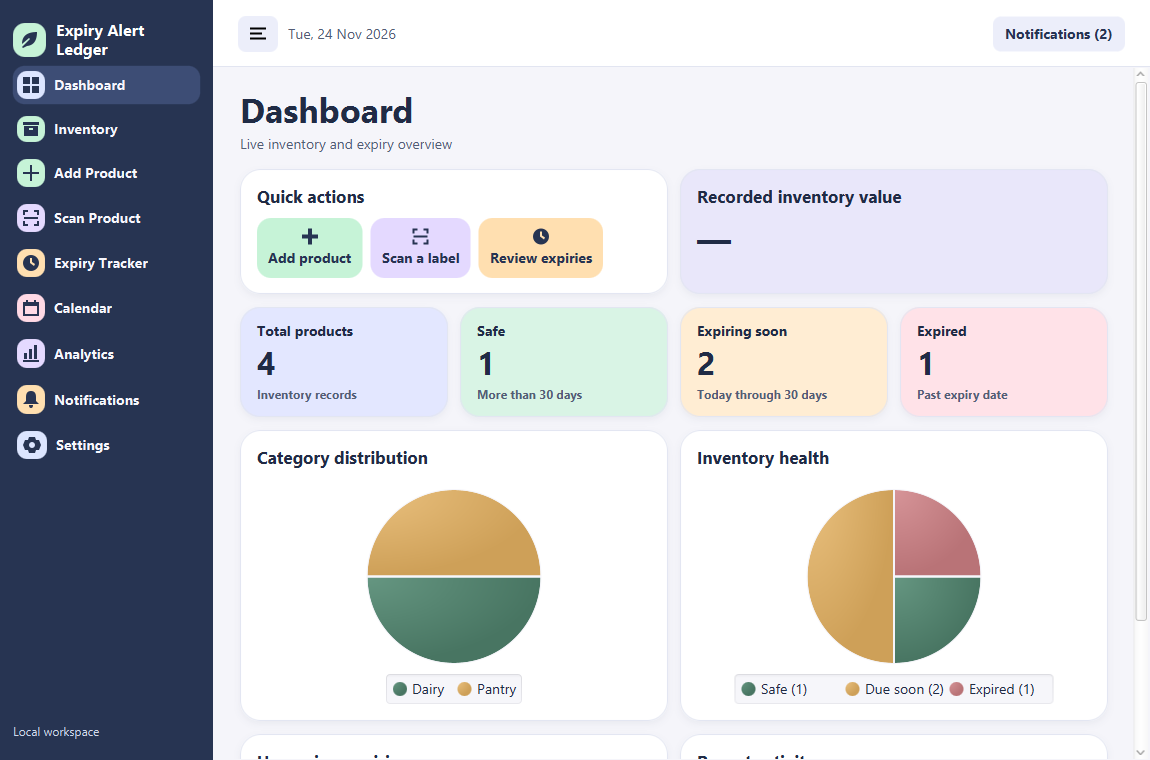 Expiry Alert
Ledger
Dashboard
Inventory
Add Product
Scan Product
Expiry Tracker
Calendar
Analytics
Notifications
Settings
Local workspace
Tue, 24 Nov 2026
Notifications (2)
Dashboard
Live inventory and expiry overview
Quick actions
Add product
Scan a label
Review expiries
Recorded inventory value
—
Total products
4
Inventory records
Safe
1
More than 30 days
Expiring soon
2
Today through 30 days
Expired
1
Past expiry date
Category distribution
Dairy
Pantry
Inventory health
Safe (1)
Due soon (2)
Expired (1)